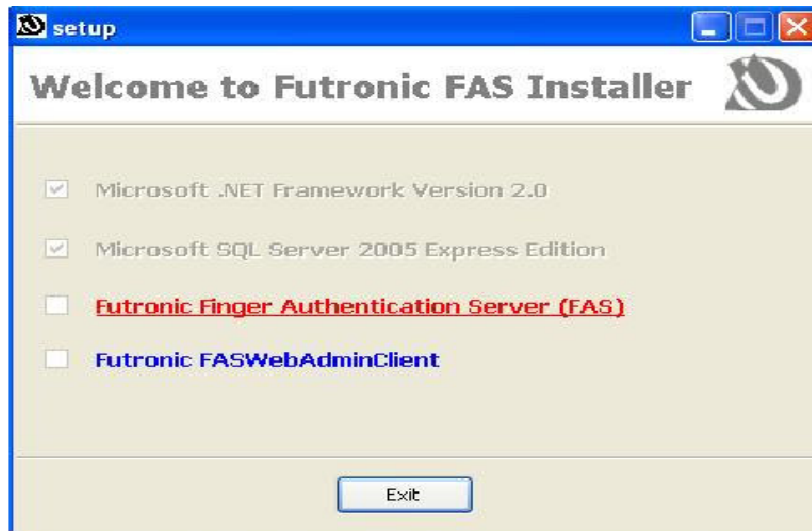 setup
Welcome to Futronic FAS Installer
Microsoft .NET Framework Version 2.0
Microsoft SQL Server 2005 Express Edition
Futronic Finger Authentication Server (FAS)
Futronic FASWebAdminClient
Exit